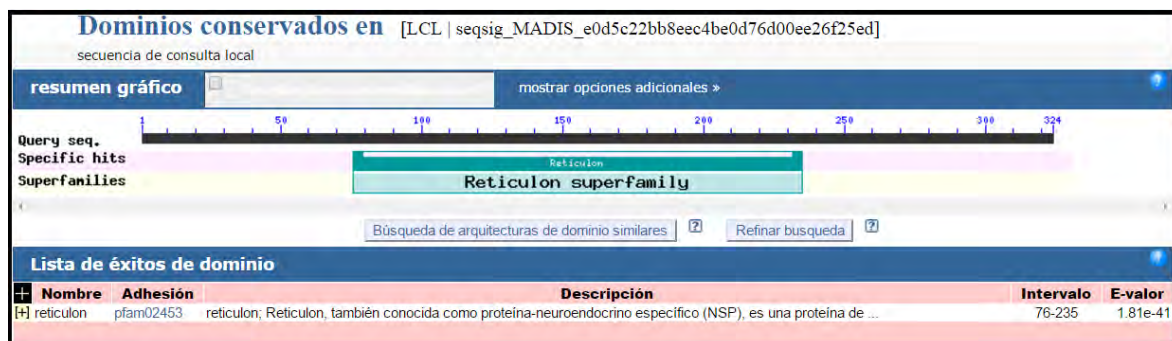 Dominios conservados en [LCL | seqsig_MADIS_e0d5c22bb8eec4be0d76d00ee26f25ed]
secuencia de consulta local
resumen gráfico mostrar opciones adicionales »
1 50 100 150 200 250 300 324
Query seq.
Specific hits Reticulon
Superfamilies Reticulon superfamily
Búsqueda de arquitecturas de dominio similares ? Refinar busqueda ?
Lista de éxitos de dominio
+ Nombre Adhesión Descripción Intervalo E-valor
[+] reticulon pfam02453 reticulon; Reticulon, también conocida como proteína-neuroendocrino específico (NSP), es una proteína de ... 76-235 1.81e-41